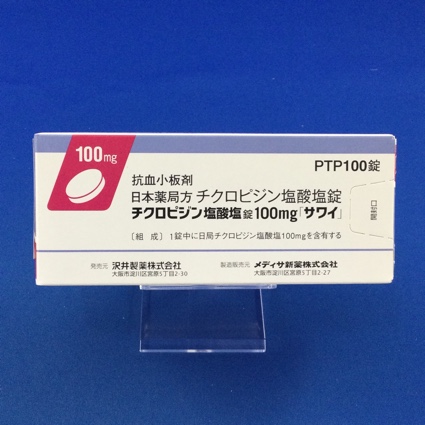 100mg
PTP100錠
抗血小板剤
日本薬局方 チクロピジン塩酸塩錠
チクロピジン塩酸塩錠100mg「サワイ」
〔組成〕 1錠中に日局チクロピジン塩酸塩100mgを含有する
開封口
発売元 沢井製薬株式会社
大阪市淀川区宮原5丁目2-30
製造販売元 メディサ新薬株式会社
大阪市淀川区宮原5丁目2-27